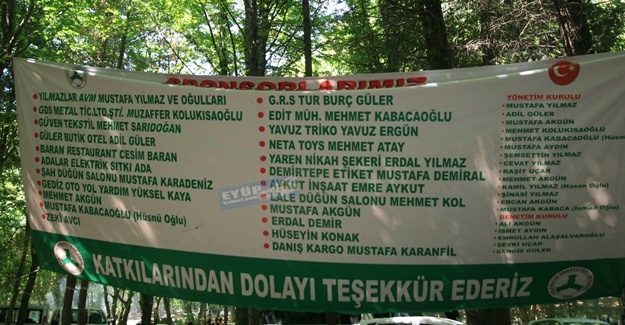 SPONSORLARIMIZ
YILMAZLAR AVM MUSTAFA YILMAZ VE OĞULLARI
GBS METAL TİC.LTD.ŞTİ. MUZAFFER KOLUKISAOĞLU
GÜVEN TEKSTİL MEHMET SARIDOĞAN
GÜLER BUTİK OTEL ADİL GÜLER
BARAN RESTAURANT CESİM BARAN
ADALAR ELEKTRİK SITKI ADA
ŞAH DÜĞÜN SALONU MUSTAFA KARADENİZ
GEDİZ OTO YOL YARDIM YÜKSEL KAYA
MEHMET AKGÜN
MUSTAFA KABACAOĞLU (Hüsnü Oğlu)
ZEKİ AVCI
G.R.S TUR BURÇ GÜLER
EDİT MÜH. MEHMET KABACAOĞLU
YAVUZ TRİKO YAVUZ ERGÜN
NETA TOYS MEHMET ATAY
YAREN NİKAH ŞEKERİ ERDAL YILMAZ
DEMİRTEPE ETİKET MUSTAFA DEMİRAL
AYKUT İNŞAAT EMRE AYKUT
LALE DÜĞÜN SALONU MEHMET KOL
MUSTAFA AKGÜN
ERDAL DEMİR
HÜSEYİN KONAK
DANIŞ KARGO MUSTAFA KARANFİL
YÖNETİM KURULU
MUSTAFA YILMAZ
ADİL GÜLER
MUSTAFA AKGÜN
MEHMET KOLUKISAOĞLU
MUSTAFA KABACAOĞLU
MUSTAFA AYDIN
ŞEMSETTİN YILMAZ
CEVAT YILMAZ
RAŞİT UÇAR
MEHMET AKGÜN
KAMİL YILMAZ (Hasan Oğlu)
ŞİNASİ YILMAZ
ERCAN AKGÜN
MUSTAFA KABACA
DENETİM KURULU
ALİ AKGÜN
İSMET AYDIN
EMRULLAH ALAŞALVAROĞLU
ŞEVKİ UÇAR
CENGİZ GÜLER
KATKILARINDAN DOLAYI TEŞEKKÜR EDERİZ